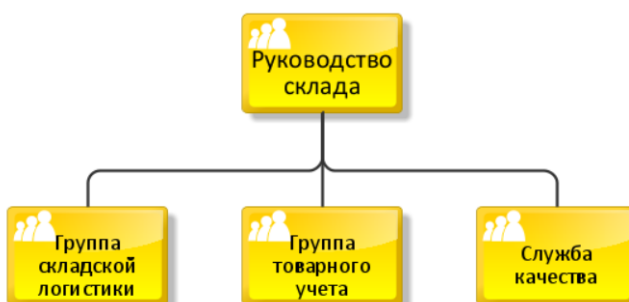 Руководство
склада
Группа
складской
логистики
Группа
товарного
учета
Служба
качества